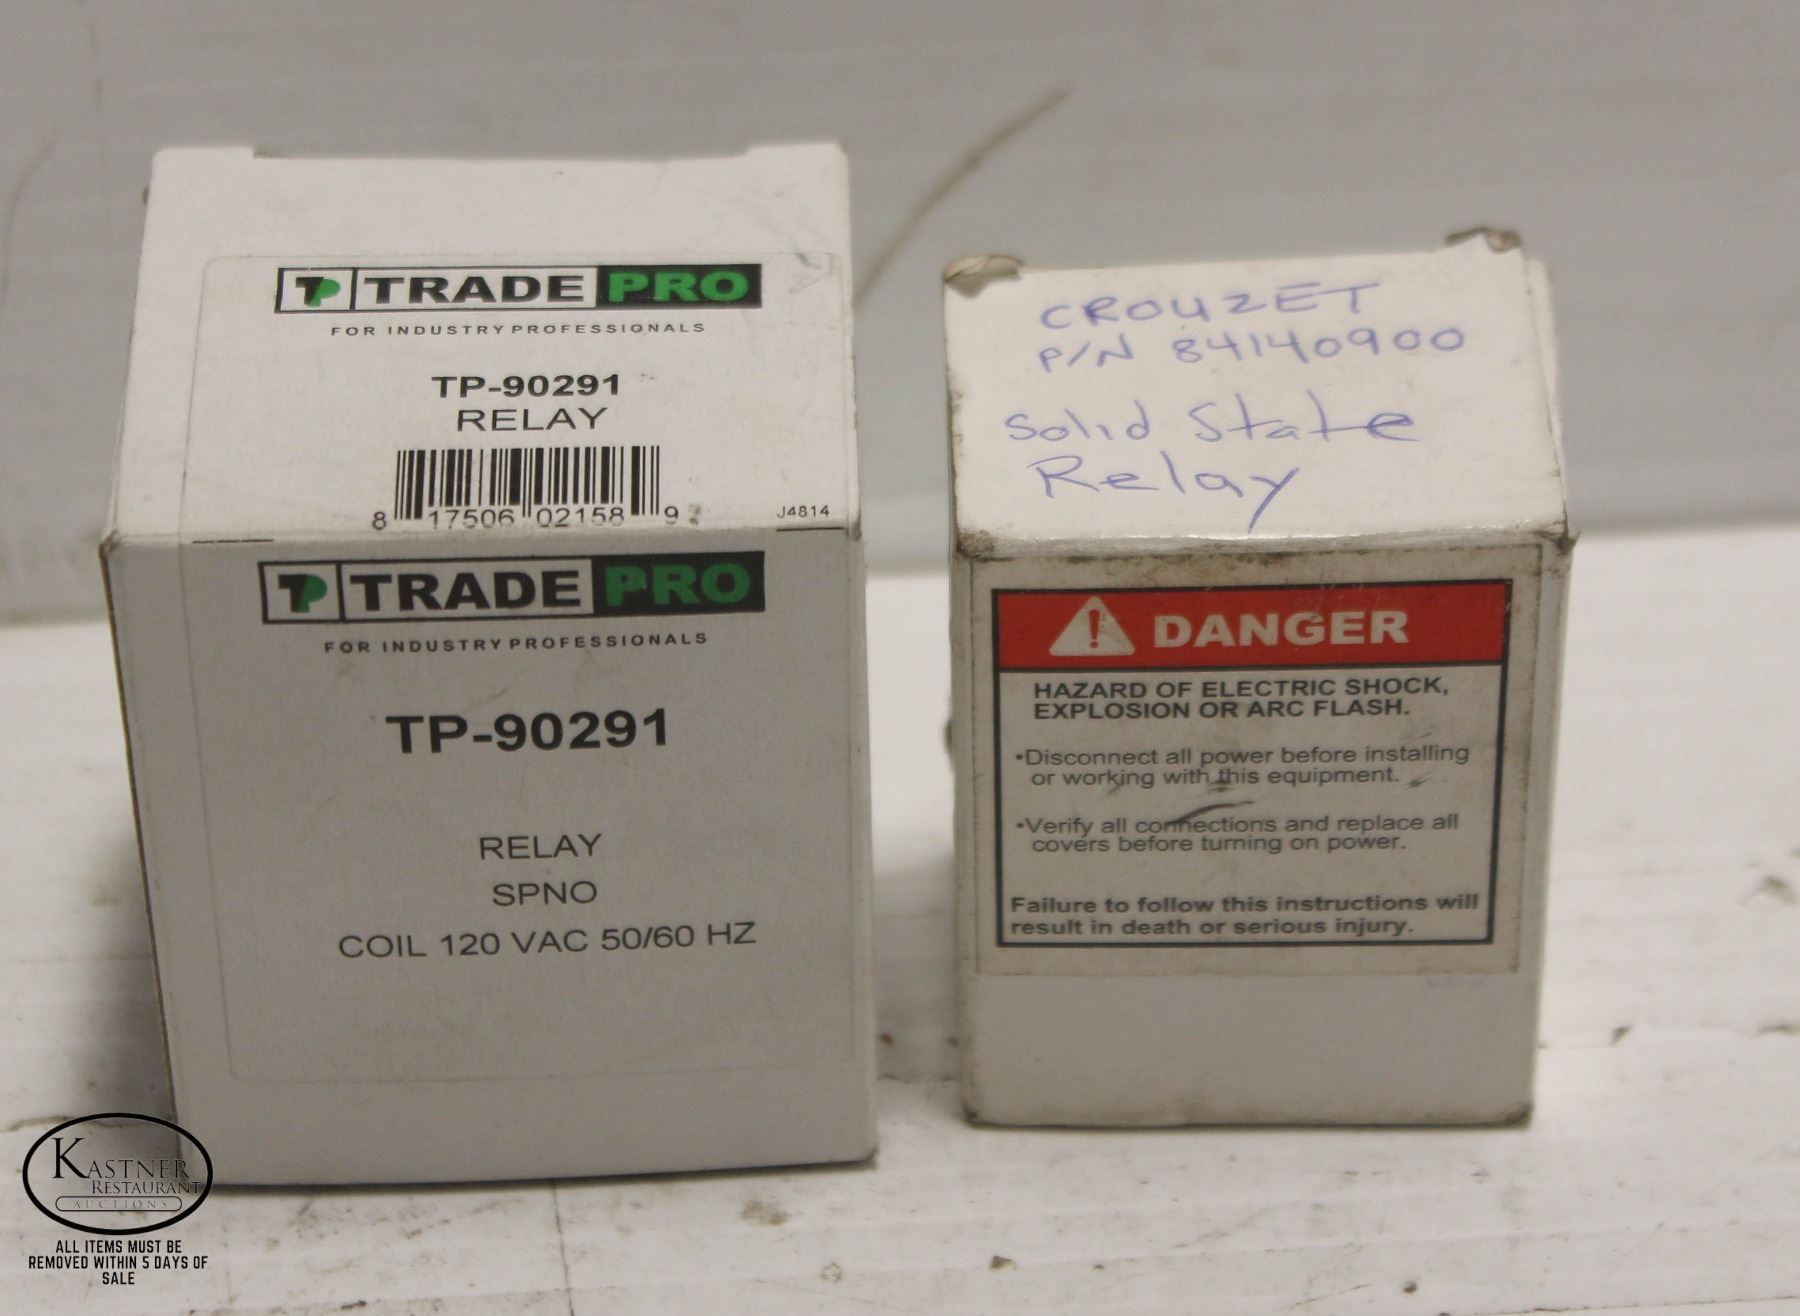 TP TRADE PRO
FOR INDUSTRY PROFESSIONALS
TP-90291
RELAY
8 17506 02158 9
J4814
TP TRADE PRO
FOR INDUSTRY PROFESSIONALS
TP-90291
RELAY
SPNO
COIL 120 VAC 50/60 HZ
CROUZET
P/N 84140900
Solid State
Relay
DANGER
HAZARD OF ELECTRIC SHOCK,
EXPLOSION OR ARC FLASH.
•Disconnect all power before installing
or working with this equipment.
•Verify all connections and replace all
covers before turning on power.
Failure to follow this instructions will
result in death or serious injury.
KASTNER
RESTAURANT
AUCTIONS
ALL ITEMS MUST BE
REMOVED WITHIN 5 DAYS OF
SALE